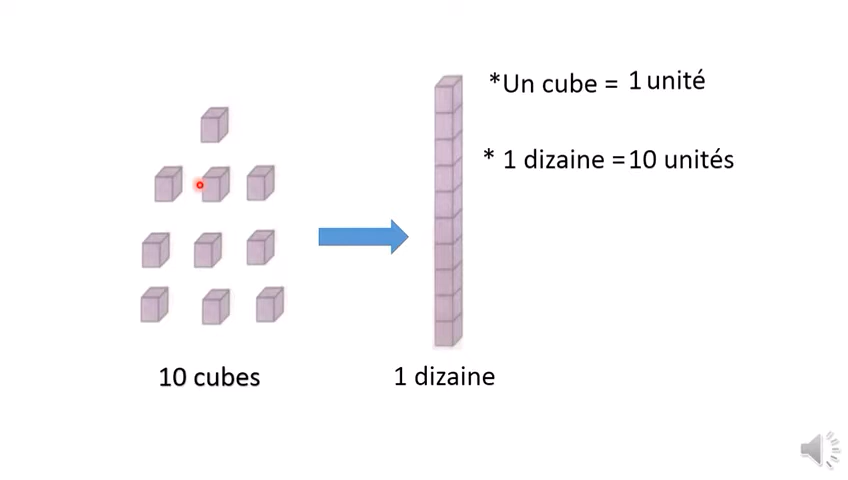 *Un cube = 1 unité
* 1 dizaine = 10 unités
10 cubes
1 dizaine